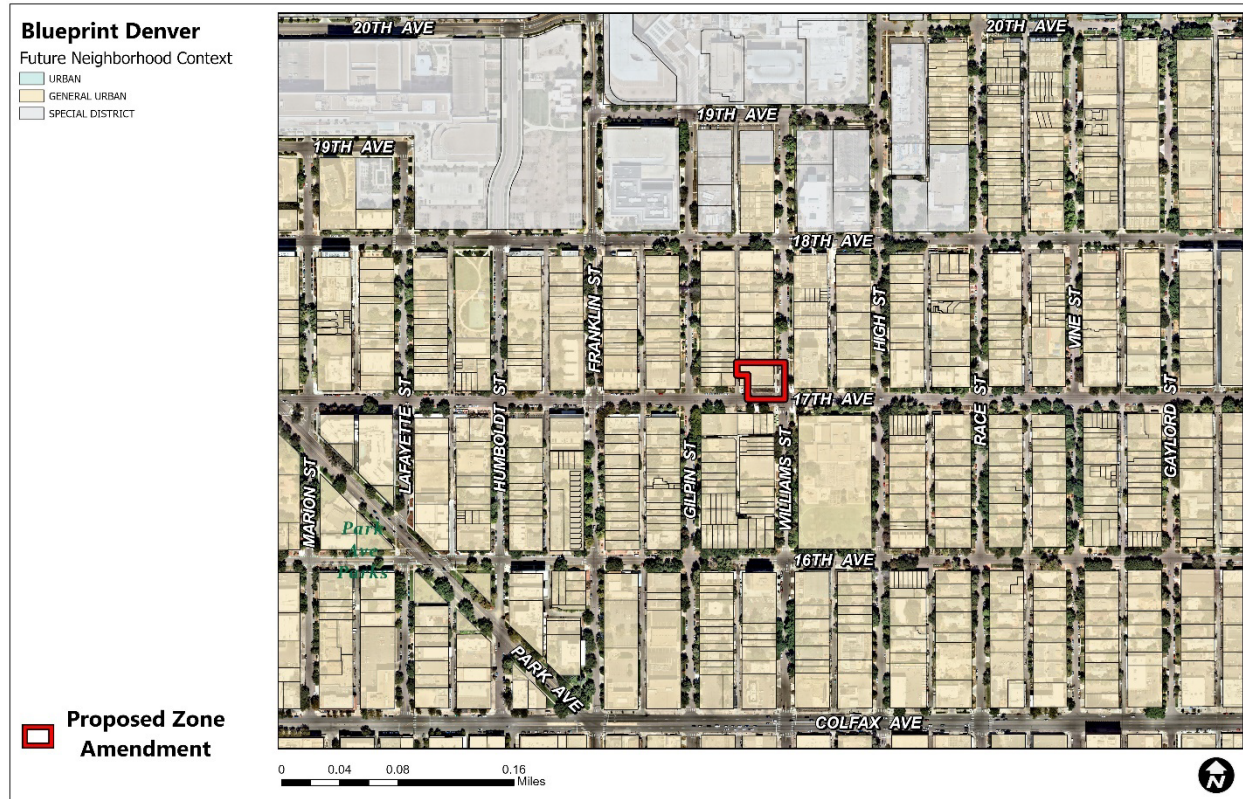 Blueprint Denver
Future Neighborhood Context
URBAN
GENERAL URBAN
SPECIAL DISTRICT
20TH AVE
20TH AVE
19TH AVE
19TH AVE
18TH AVE
FRANKLIN ST
HIGH ST
VINE ST
LAFAYETTE ST
HUMBOLDT ST
17TH AVE
RACE ST
GAYLORD ST
MARION ST
GILPIN ST
WILLIAMS ST
Park
Ave
Parks
16TH AVE
PARK AVE
COLFAX AVE
Proposed Zone
Amendment
0 0.04 0.08 0.16
Miles
N